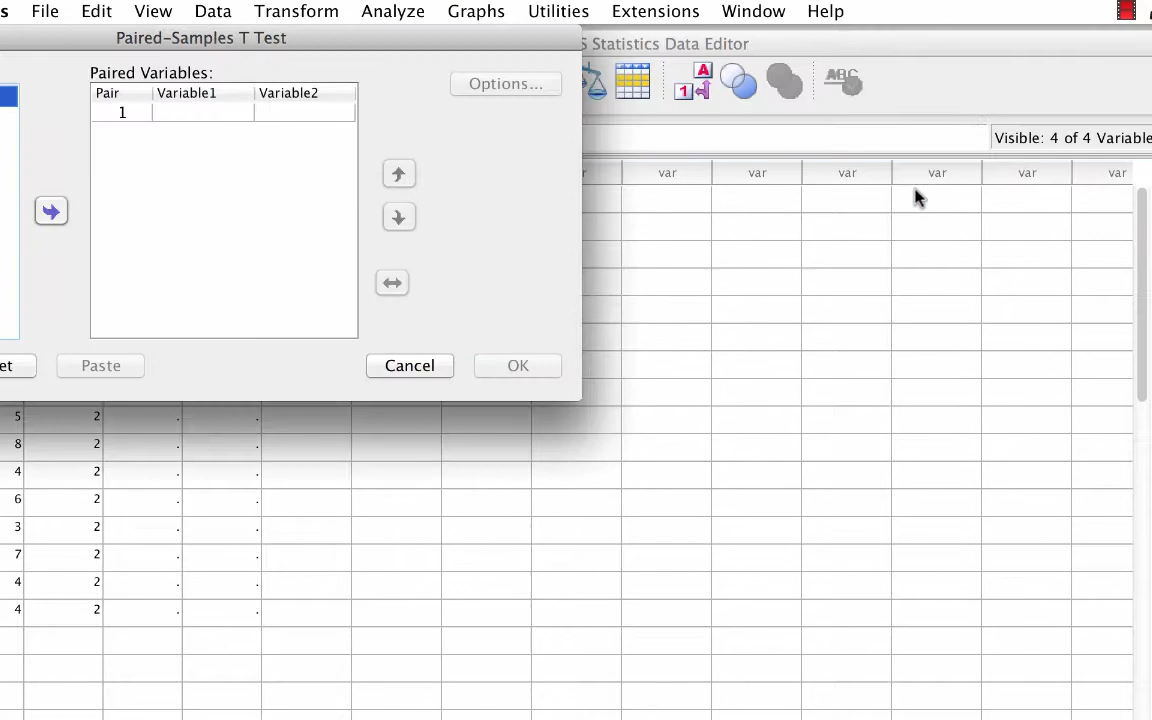 s File Edit View Data Transform Analyze Graphs Utilities Extensions Window Help
Paired-Samples T Test
S Statistics Data Editor
Paired Variables:
Options...
Pair Variable1 Variable2
1
A
1
ABC
Visible: 4 of 4 Variable
r var var var var var var
et Paste Cancel OK
5 2 . .
8 2 . .
4 2 . .
6 2 . .
3 2 . .
7 2 . .
4 2 . .
4 2 . .